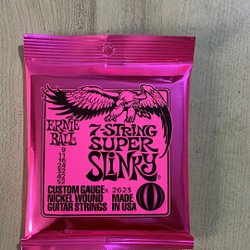 ERNIE
BALL
7-STRING
SUPER
SLINKY
9
11
16
24
32
42
52
CUSTOM GAUGE® 2623
NICKEL WOUND MADE
GUITAR STRINGS IN USA